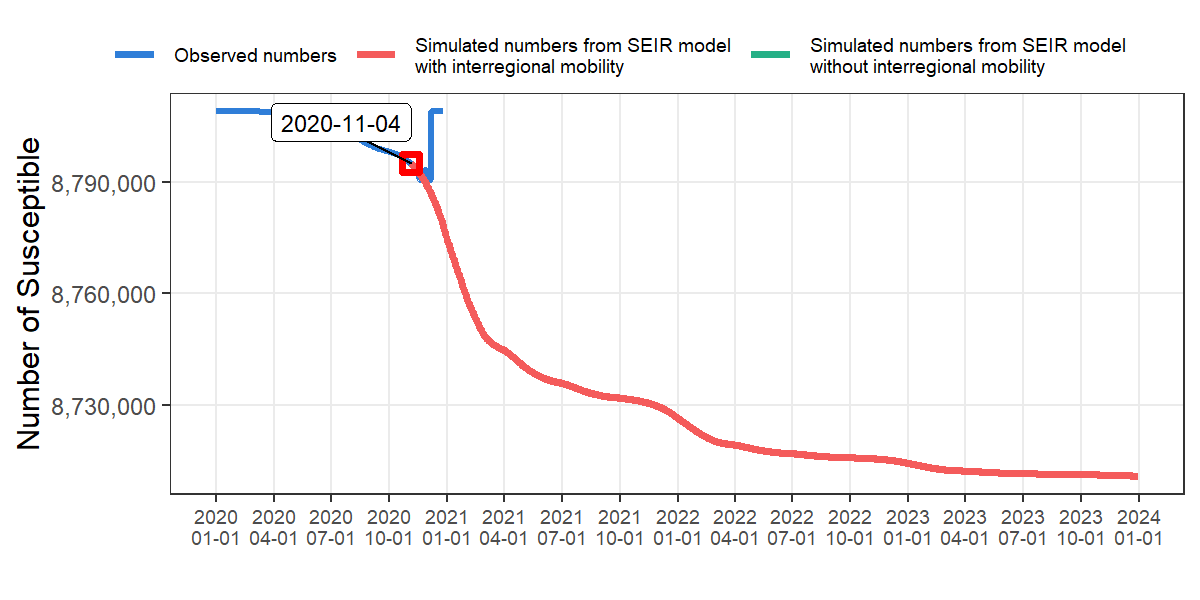 Observed numbers
Simulated numbers from SEIR model
with interregional mobility
Simulated numbers from SEIR model
without interregional mobility
2020-11-04
Number of Susceptible
8,790,000
8,760,000
8,730,000
2020 2020 2020 2020 2021 2021 2021 2021 2022 2022 2022 2022 2023 2023 2023 2023 2024
01-01 04-01 07-01 10-01 01-01 04-01 07-01 10-01 01-01 04-01 07-01 10-01 01-01 04-01 07-01 10-01 01-01